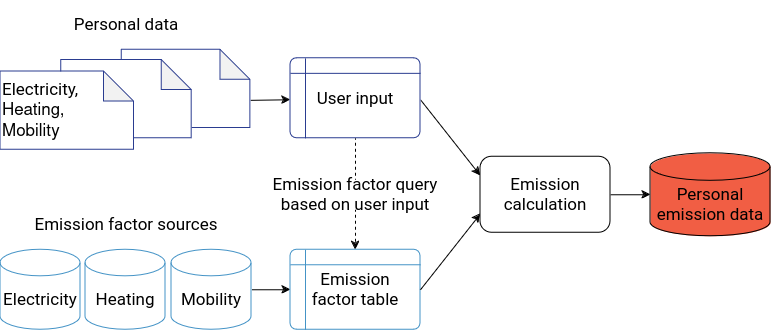 Personal data
Electricity,
Heating,
Mobility
User input
Emission factor query
based on user input
Emission
calculation
Personal
emission data
Emission factor sources
Electricity
Heating
Mobility
Emission
factor table